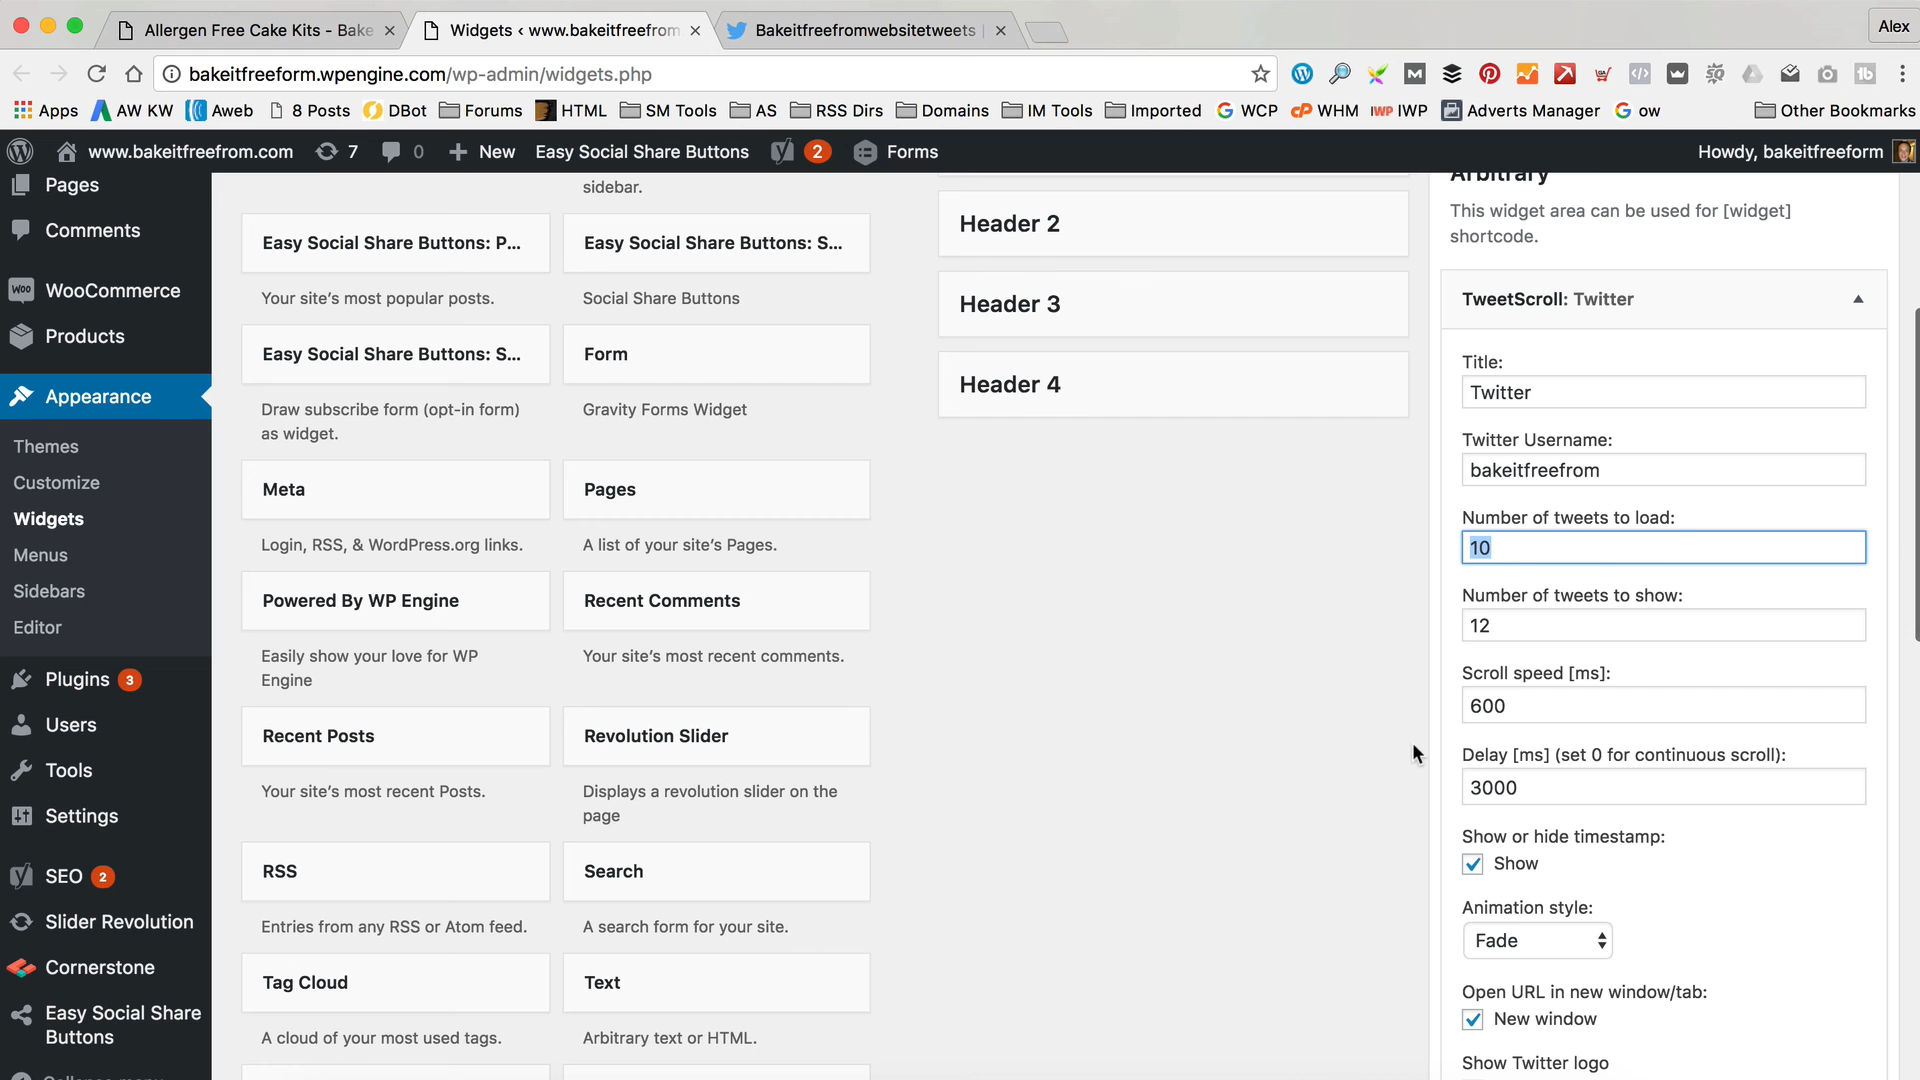 Allergen Free Cake Kits - Bake
Widgets ‹ www.bakeitfreefrom
Bakeitfreefromwebsitetweets |
Alex
bakeitfreeform.wpengine.com/wp-admin/widgets.php
Apps
AW KW
Aweb
8 Posts
DBot
Forums
HTML
SM Tools
AS
RSS Dirs
Domains
IM Tools
Imported
WCP
WHM
IWP IWP
Adverts Manager
ow
Other Bookmarks
www.bakeitfreefrom.com
7
0
New
Easy Social Share Buttons
2
Forms
Howdy, bakeitfreeform
Pages
Comments
Woo WooCommerce
Products
Appearance
Themes
Customize
Widgets
Menus
Sidebars
Editor
Plugins 3
Users
Tools
Settings
SEO 2
Slider Revolution
Cornerstone
Easy Social Share
Buttons
Collapse menu
sidebar.
Easy Social Share Buttons: P...
Easy Social Share Buttons: S...
Your site's most popular posts.
Social Share Buttons
Easy Social Share Buttons: S...
Form
Draw subscribe form (opt-in form)
as widget.
Gravity Forms Widget
Meta
Pages
Login, RSS, & WordPress.org links.
A list of your site's Pages.
Powered By WP Engine
Recent Comments
Easily show your love for WP
Engine
Your site's most recent comments.
Recent Posts
Revolution Slider
Your site's most recent Posts.
Displays a revolution slider on the
page
RSS
Search
Entries from any RSS or Atom feed.
A search form for your site.
Tag Cloud
Text
A cloud of your most used tags.
Arbitrary text or HTML.
Header 2
Header 3
Header 4
Arbitrary
This widget area can be used for [widget]
shortcode.
TweetScroll: Twitter
Title:
Twitter
Twitter Username:
bakeitfreefrom
Number of tweets to load:
10
Number of tweets to show:
12
Scroll speed [ms]:
600
Delay [ms] (set 0 for continuous scroll):
3000
Show or hide timestamp:
Show
Animation style:
Fade
Open URL in new window/tab:
New window
Show Twitter logo